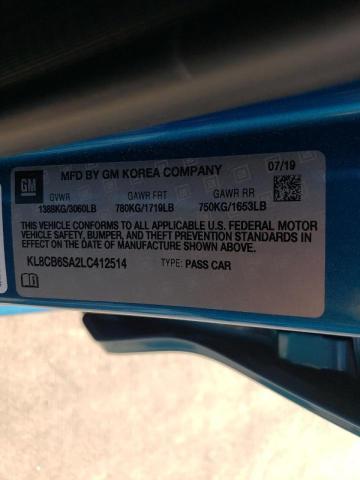 MFD BY GM KOREA COMPANY 07/19
GM
GVWR GAWR FRT GAWR RR
1388KG/3060LB 780KG/1719LB 750KG/1653LB
THIS VEHICLE CONFORMS TO ALL APPLICABLE U.S. FEDERAL MOTOR
VEHICLE SAFETY, BUMPER, AND THEFT PREVENTION STANDARDS IN
EFFECT ON THE DATE OF MANUFACTURE SHOWN ABOVE.
KL8CB6SA2LC412514 TYPE: PASS CAR